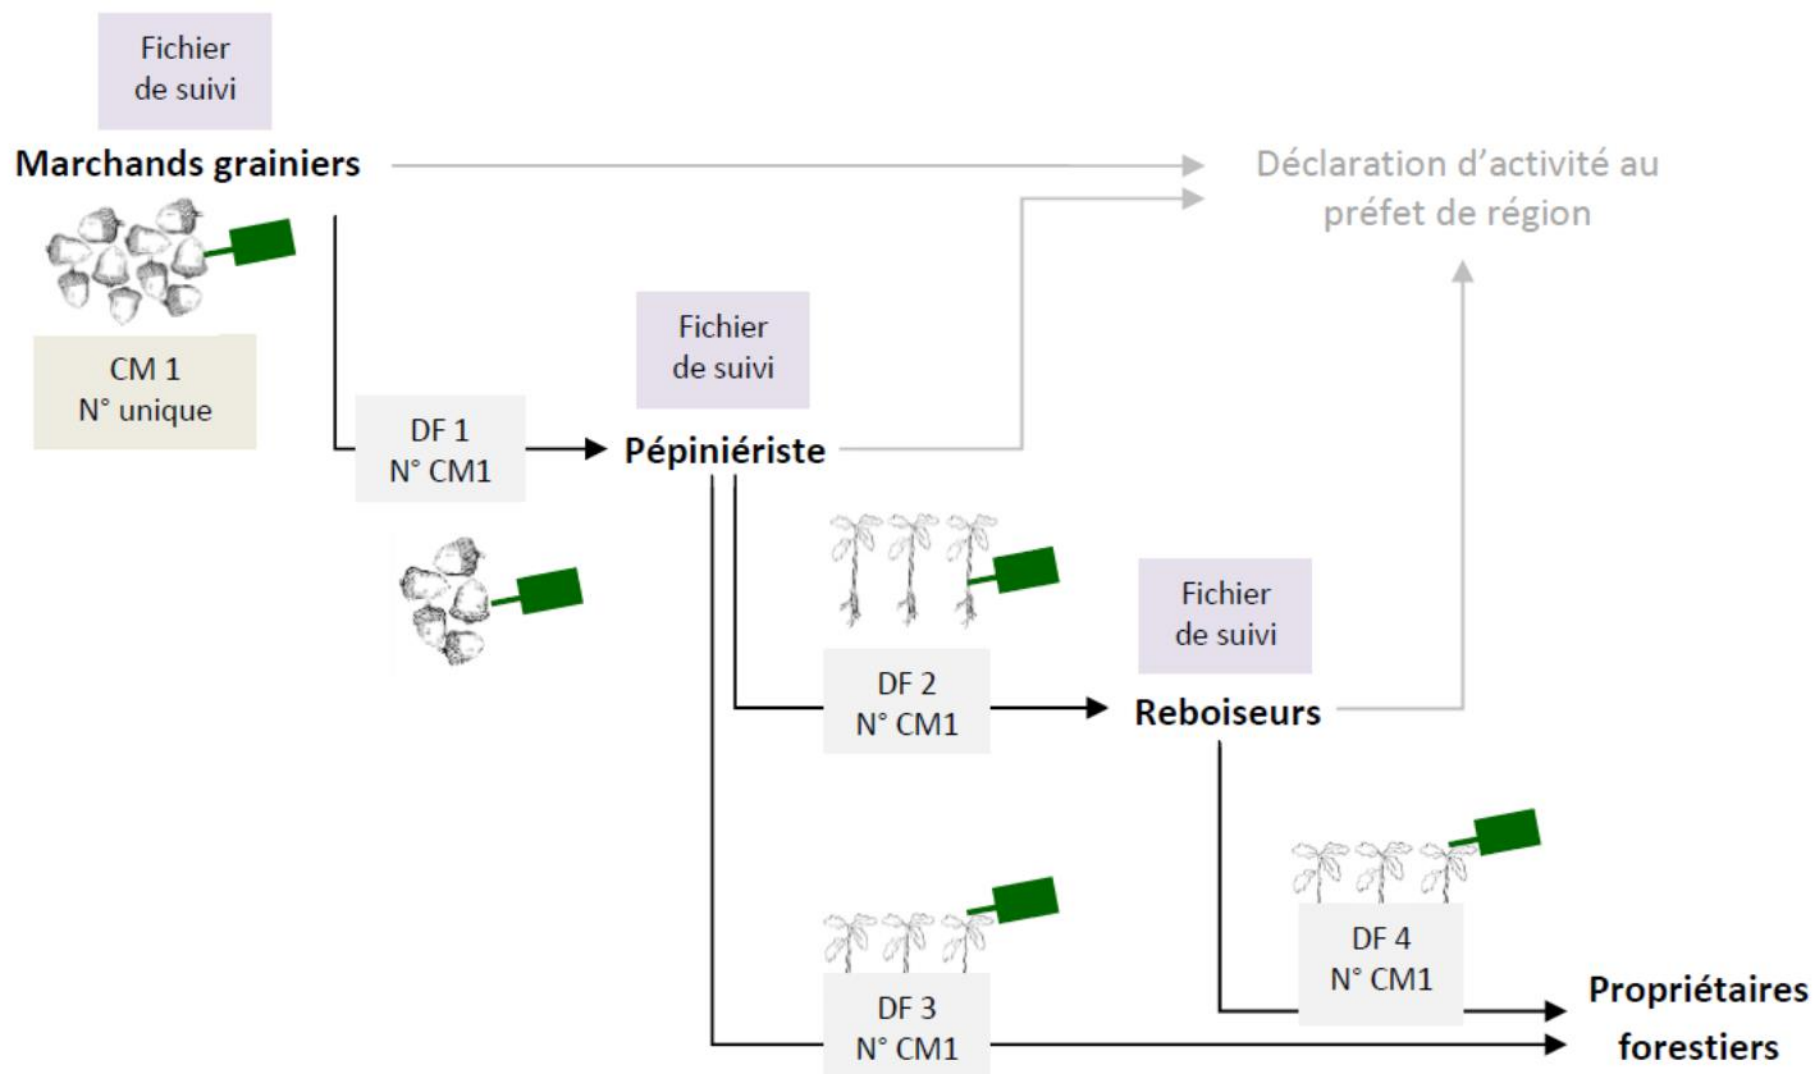 Fichier
de suivi
Marchands grainiers
Déclaration d’activité au
préfet de région
CM 1
N° unique
Fichier
de suivi
DF 1
N° CM1
Pépiniériste
Fichier
de suivi
DF 2
N° CM1
Reboiseurs
DF 4
N° CM1
DF 3
N° CM1
Propriétaires
forestiers